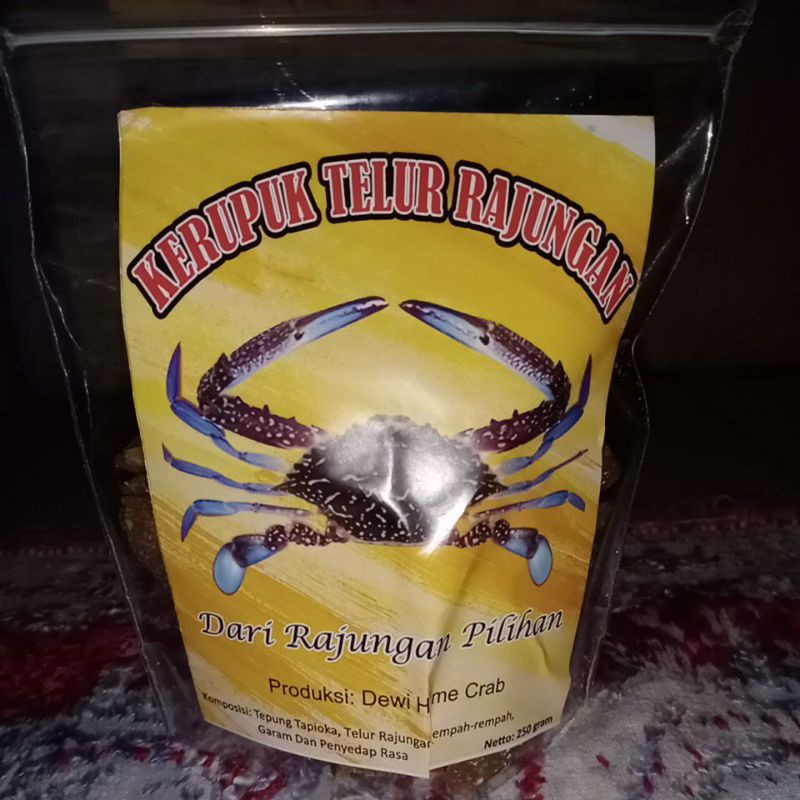 KERUPUK TELUR RAJUNGAN
Dari Rajungan Pilihan
Produksi: Dewi H me Crab
Komposisi: Tepung Tapioka, Telur Rajungan empah-rempah,
Garam Dan Penyedap Rasa
Netto: 250 gram